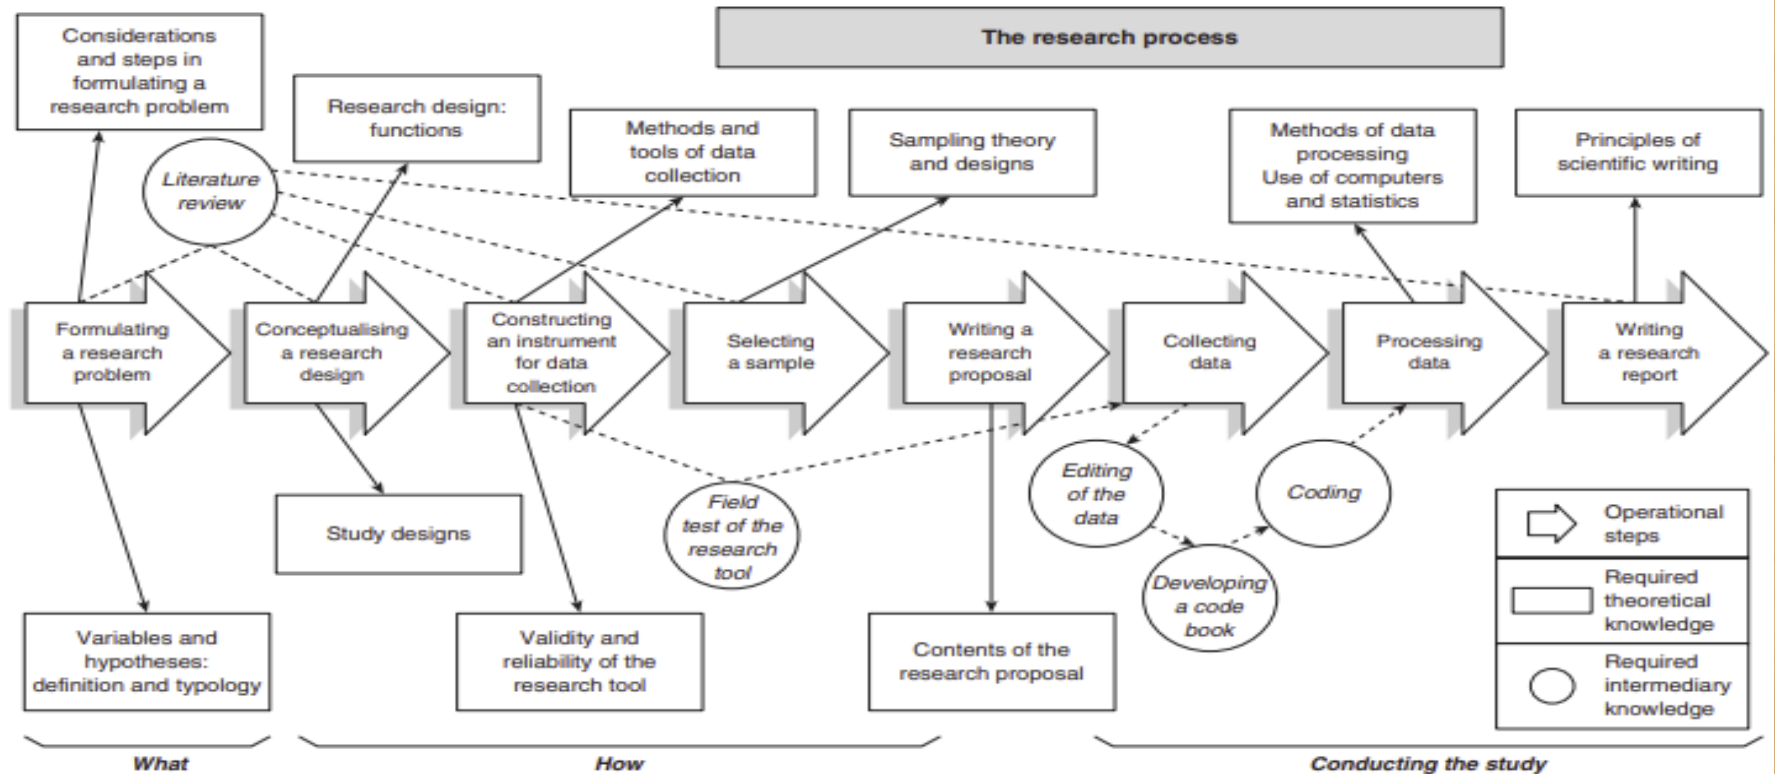 The research process
Considerations
and steps in
formulating a
research problem
Research design:
functions
Methods and
tools of data
collection
Sampling theory
and designs
Methods of data
processing
Use of computers
and statistics
Principles of
scientific writing
Literature
review
Formulating
a research
problem
Conceptualising
a research
design
Constructing
an instrument
for data
collection
Selecting
a sample
Writing a
research
proposal
Collecting
data
Processing
data
Writing
a research
report
Study designs
Field
test of the
research
tool
Editing
of the
data
Developing
a code
book
Coding
Variables and
hypotheses:
definition and typology
Validity and
reliability of the
research tool
Contents of the
research proposal
Operational
steps
Required
theoretical
knowledge
Required
intermediary
knowledge
What
How
Conducting the study